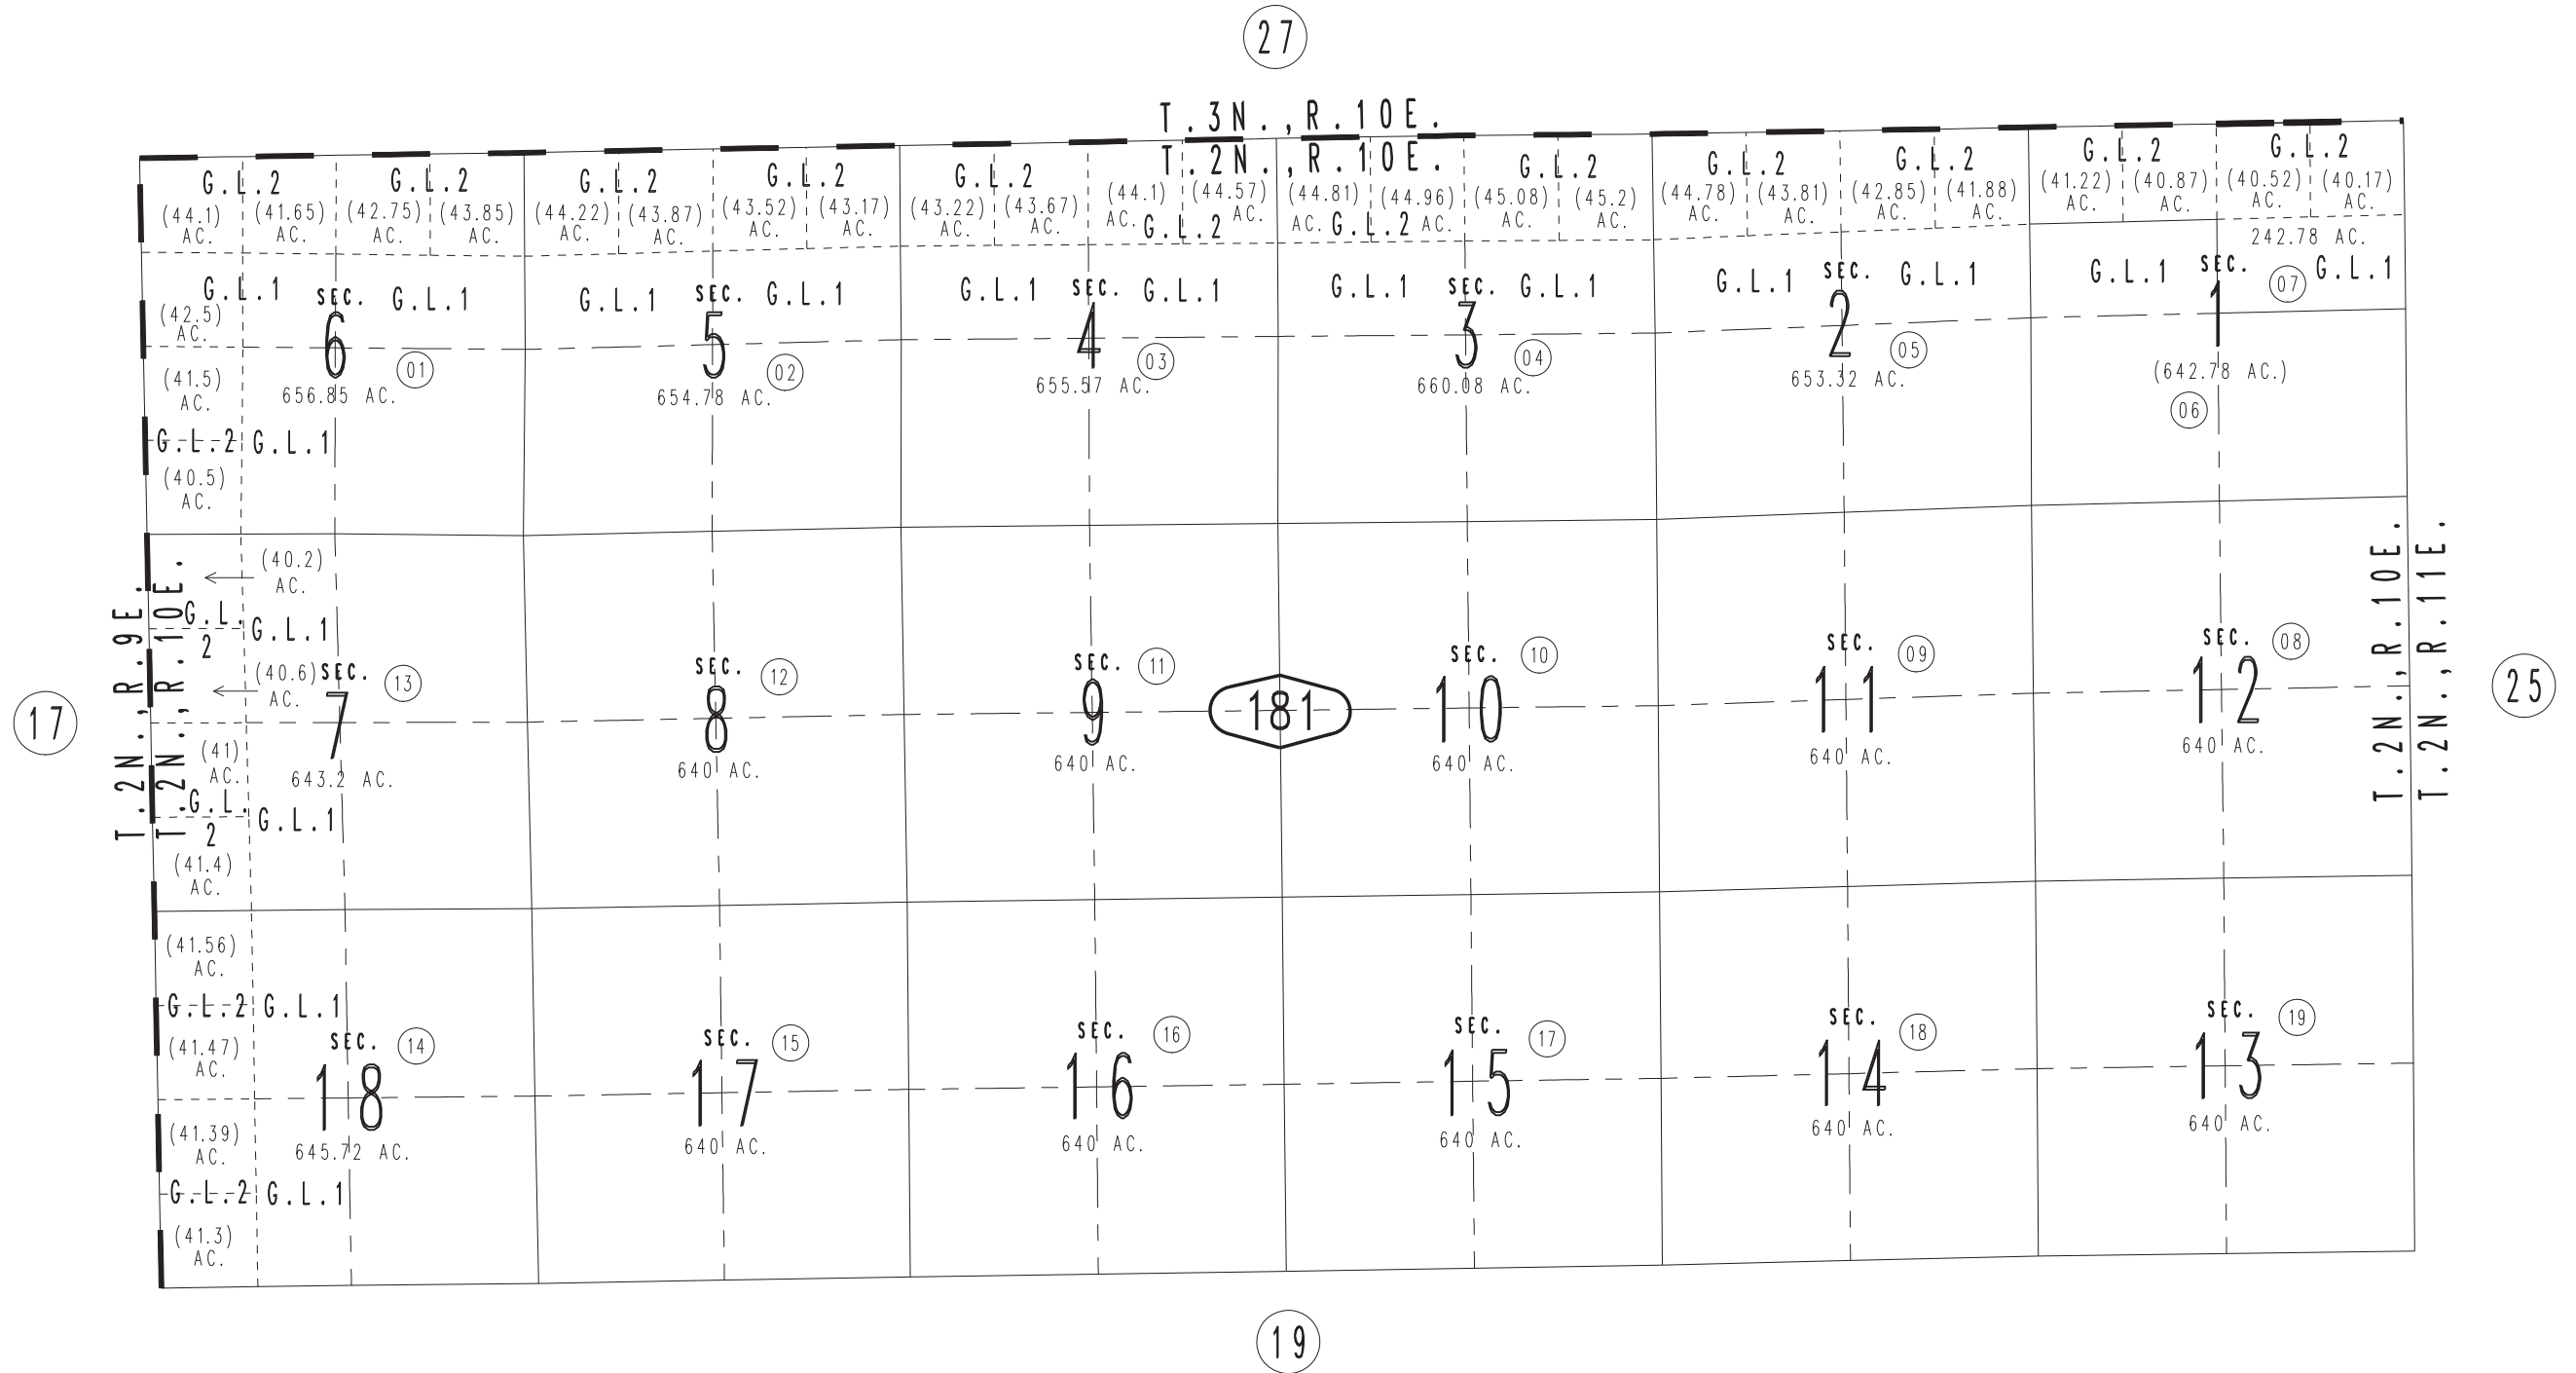 27
T.3N.,R.10E.
T.2N.,R.10E.
G.L.2 G.L.2 G.L.2 G.L.2 G.L.2 G.L.2 G.L.2 G.L.2 G.L.2 G.L.2
(44.1) AC. (41.65) AC. (42.75) AC. (43.85) AC. (44.22) AC. (43.87) AC. (43.52) AC. (43.17) AC. (43.22) AC. (43.67) AC. (44.1) AC. (44.57) AC. (44.81) AC. (44.96) AC. (45.08) AC. (45.2) AC. (44.78) AC. (43.81) AC. (42.85) AC. (41.88) AC. (41.22) AC. (40.87) AC. (40.52) AC. (40.17) AC.
G.L.2 G.L.2
242.78 AC.
G.L.1 SEC. G.L.1 G.L.1 SEC. G.L.1 G.L.1 SEC. G.L.1 G.L.1 SEC. G.L.1 G.L.1 SEC. G.L.1 G.L.1 SEC. 07 G.L.1
(42.5) AC.
6 01 5 02 4 03 3 04 2 05 1
(41.5) AC.
656.85 AC. 654.78 AC. 655.57 AC. 660.08 AC. 653.32 AC. (642.78 AC.)
06
G.L.2 G.L.1
(40.5) AC.
(40.2) AC.
G.L. 2
G.L.1
(40.6) AC.
SEC. 13 SEC. 12 SEC. 11 SEC. 10 SEC. 09 SEC. 08
7 8 9 181 10 11 12
643.2 AC. 640 AC. 640 AC. 640 AC. 640 AC. 640 AC.
(41) AC.
G.L. 2
G.L.1
(41.4) AC.
17
T.2N.,R.9E.
T.2N.,R.10E.
T.2N.,R.10E.
T.2N.,R.11E.
25
(41.56) AC.
G.L.2 G.L.1
(41.47) AC.
SEC. 14 SEC. 15 SEC. 16 SEC. 17 SEC. 18 SEC. 19
18 17 16 15 14 13
(41.39) AC.
645.72 AC. 640 AC. 640 AC. 640 AC. 640 AC. 640 AC.
G.L.2 G.L.1
(41.3) AC.
19